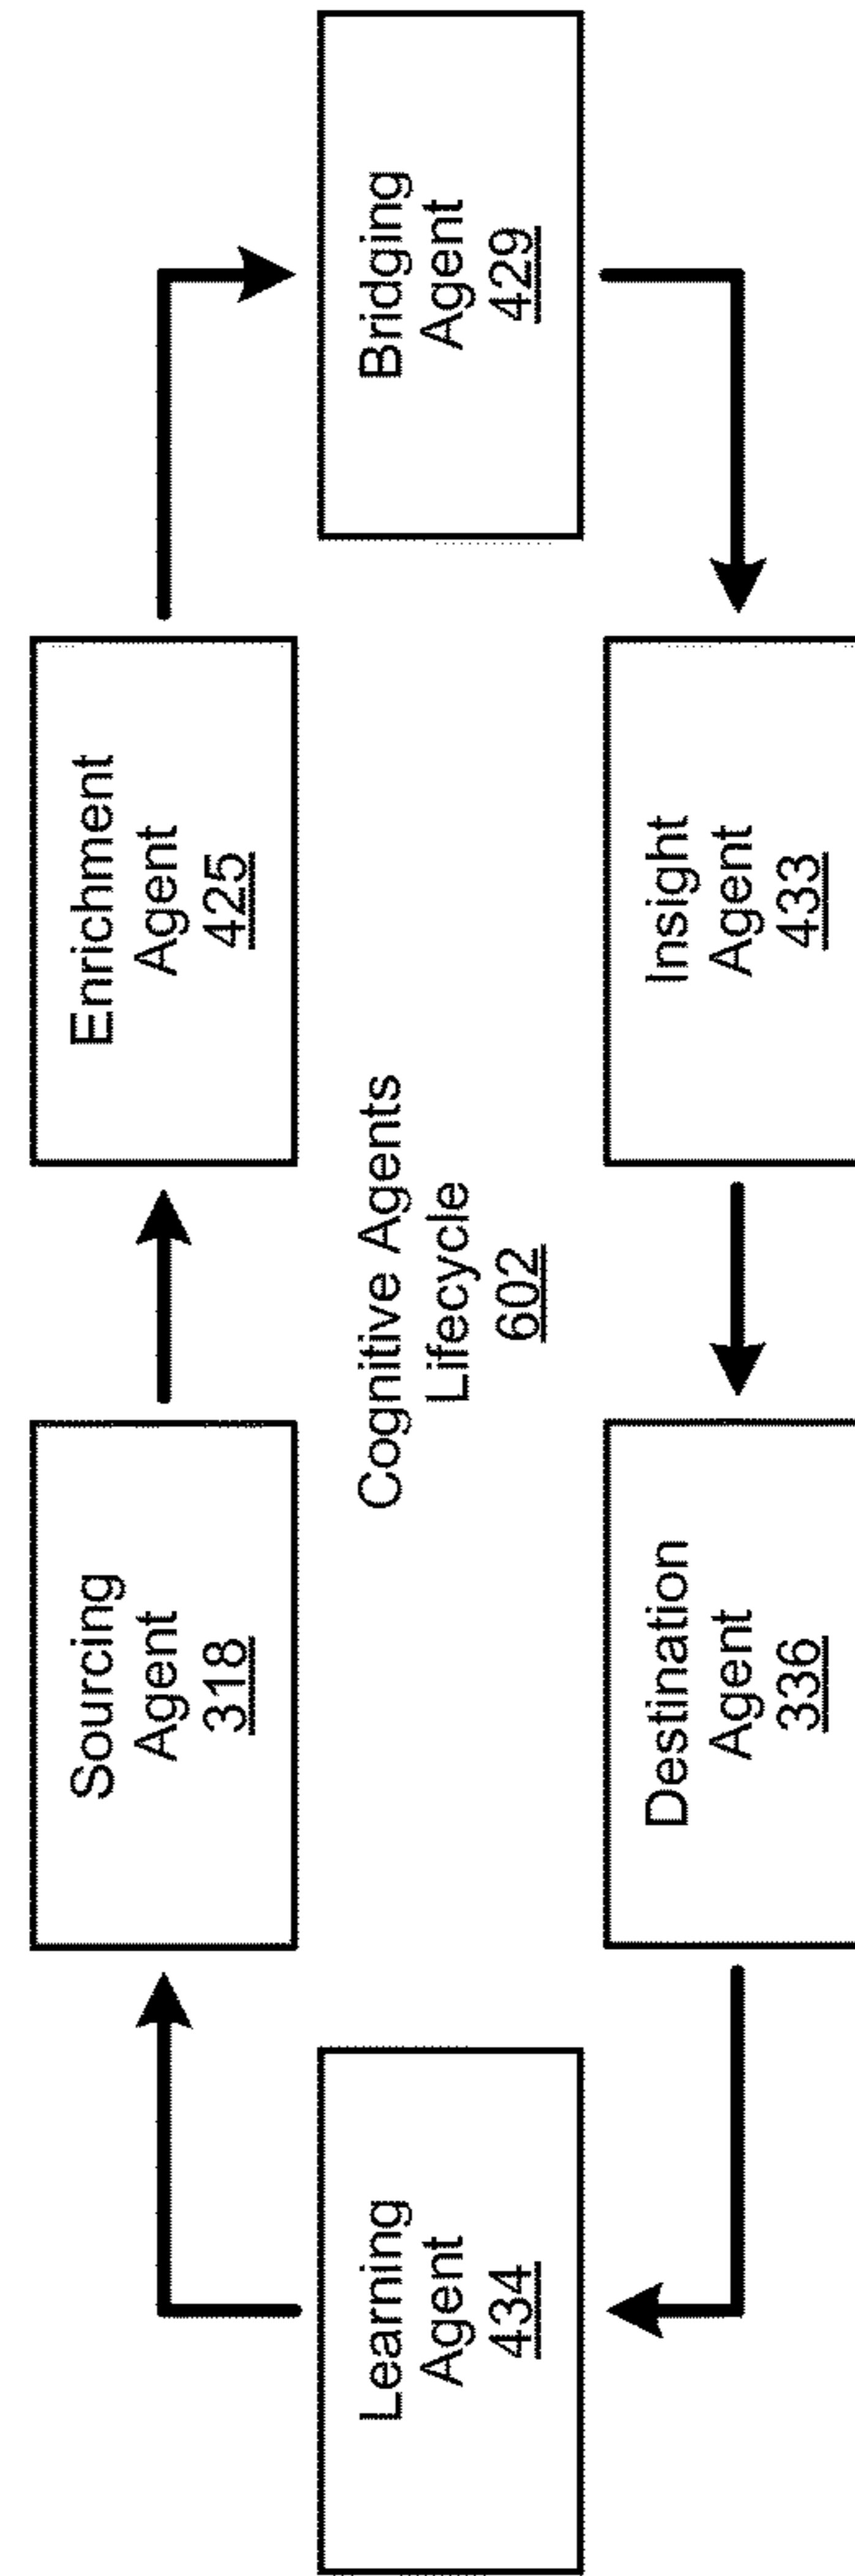 Sourcing
Agent
318
Enrichment
Agent
425
Learning
Agent
434
Cognitive Agents
Lifecycle
602
Bridging
Agent
429
Destination
Agent
336
Insight
Agent
433